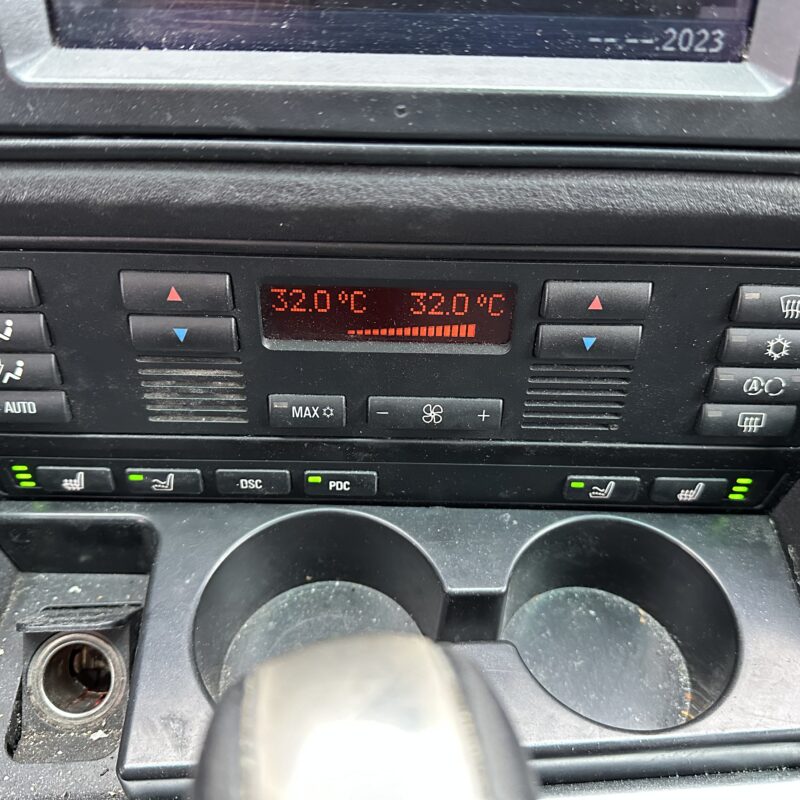 --.--.2023
32.0 °C 32.0 °C
AUTO
MAX
- +
DSC
PDC
A